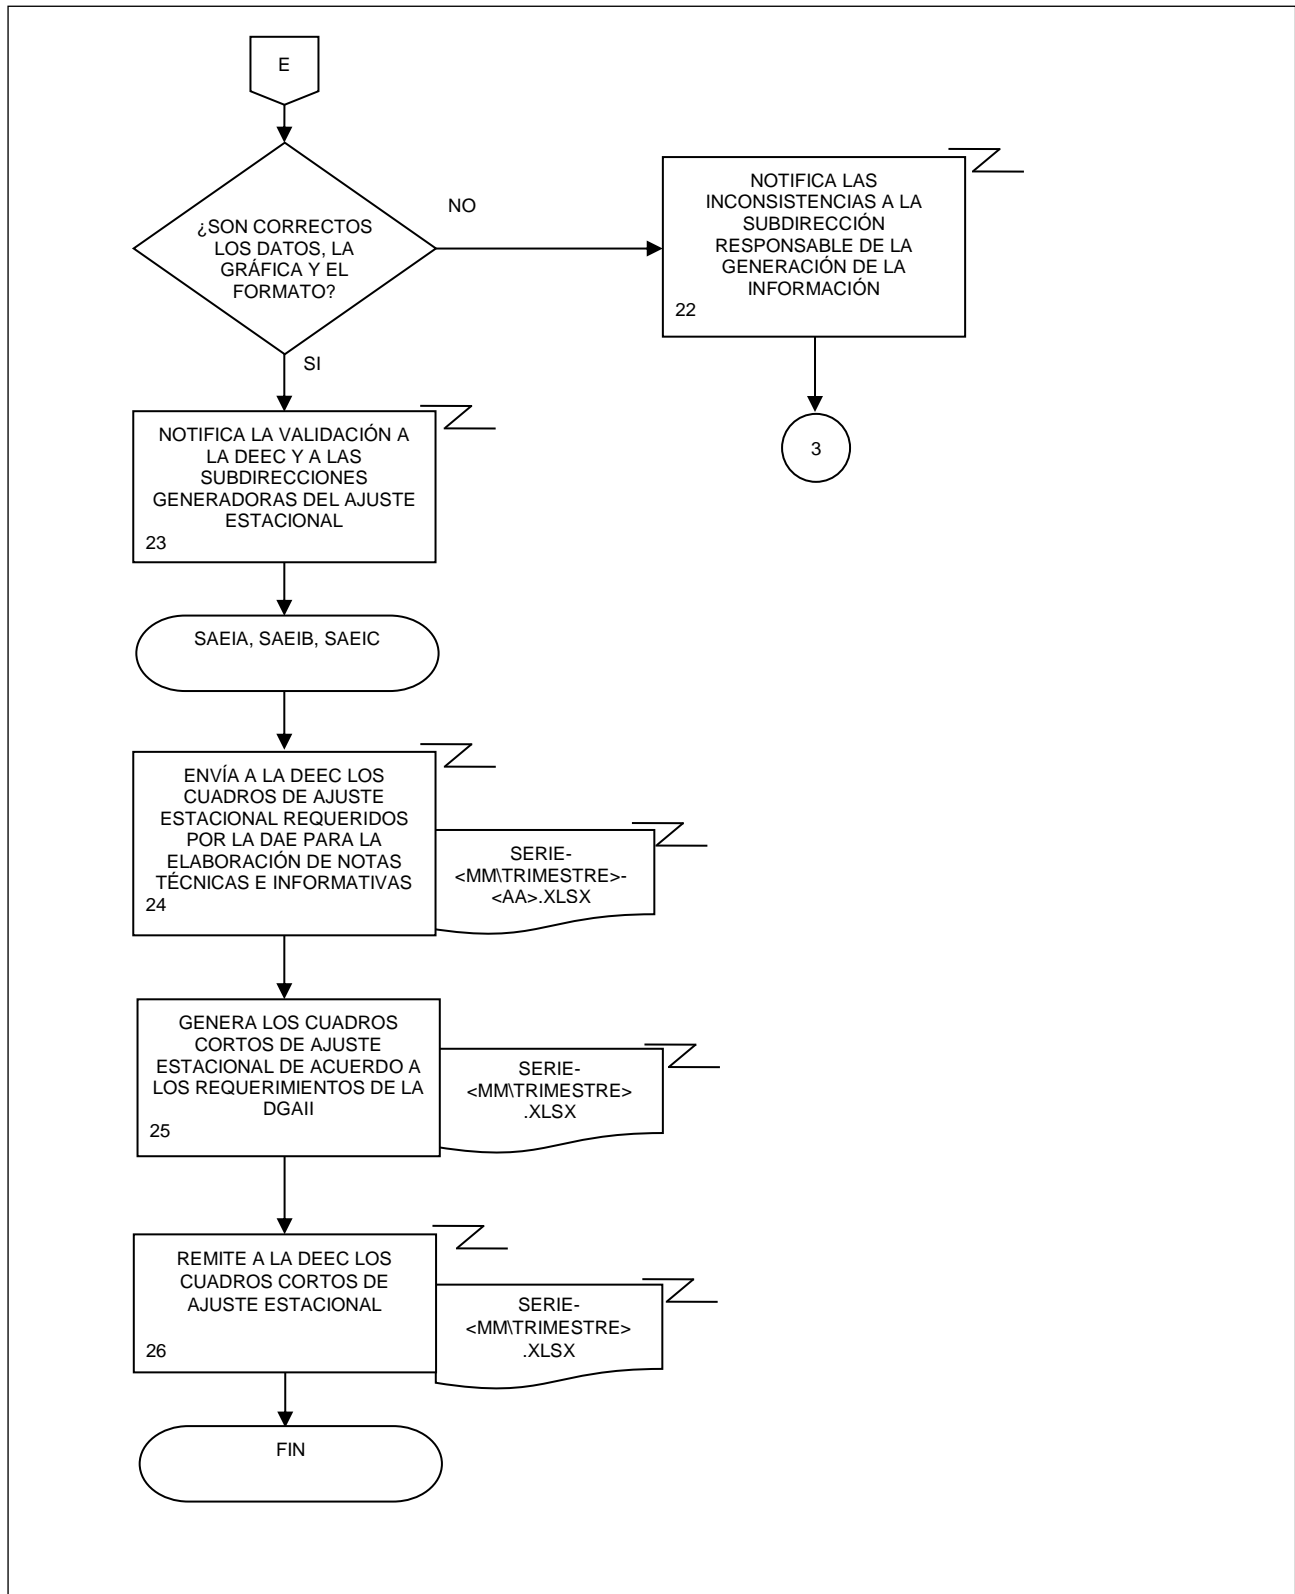 E
¿SON CORRECTOS
LOS DATOS, LA
GRÁFICA Y EL
FORMATO?
NO
NOTIFICA LAS
INCONSISTENCIAS A LA
SUBDIRECCIÓN
RESPONSABLE DE LA
GENERACIÓN DE LA
INFORMACIÓN
22
3
SI
NOTIFICA LA VALIDACIÓN A
LA DEEC Y A LAS
SUBDIRECCIONES
GENERADORAS DEL AJUSTE
ESTACIONAL
23
SAEIA, SAEIB, SAEIC
ENVÍA A LA DEEC LOS
CUADROS DE AJUSTE
ESTACIONAL REQUERIDOS
POR LA DAE PARA LA
ELABORACIÓN DE NOTAS
TÉCNICAS E INFORMATIVAS
24
SERIE-
<MM\TRIMESTRE>-
<AA>.XLSX
GENERA LOS CUADROS
CORTOS DE AJUSTE
ESTACIONAL DE ACUERDO A
LOS REQUERIMIENTOS DE LA
DGAII
25
SERIE-
<MM\TRIMESTRE>
.XLSX
REMITE A LA DEEC LOS
CUADROS CORTOS DE
AJUSTE ESTACIONAL
26
SERIE-
<MM\TRIMESTRE>
.XLSX
FIN